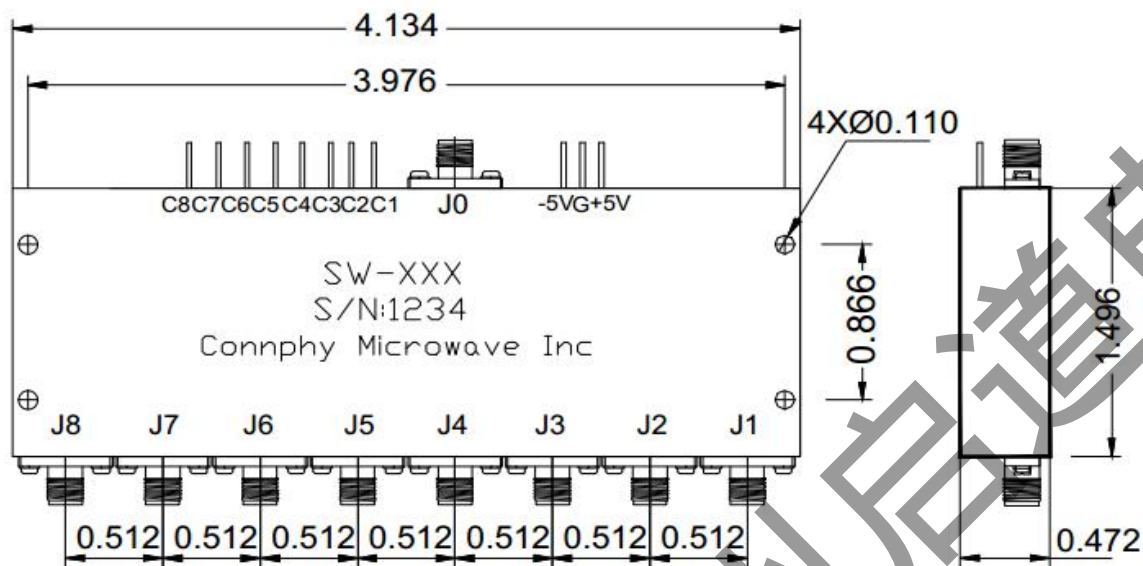 4.134
3.976
4XØ0.110
C8C7C6C5C4C3C2C1
J0
-5VG+5V
SW-XXX
S/N:1234
Connphy Microwave Inc
0.866
1.496
J8 J7 J6 J5 J4 J3 J2 J1
0.512 0.512 0.512 0.512 0.512 0.512 0.512
0.472
启道